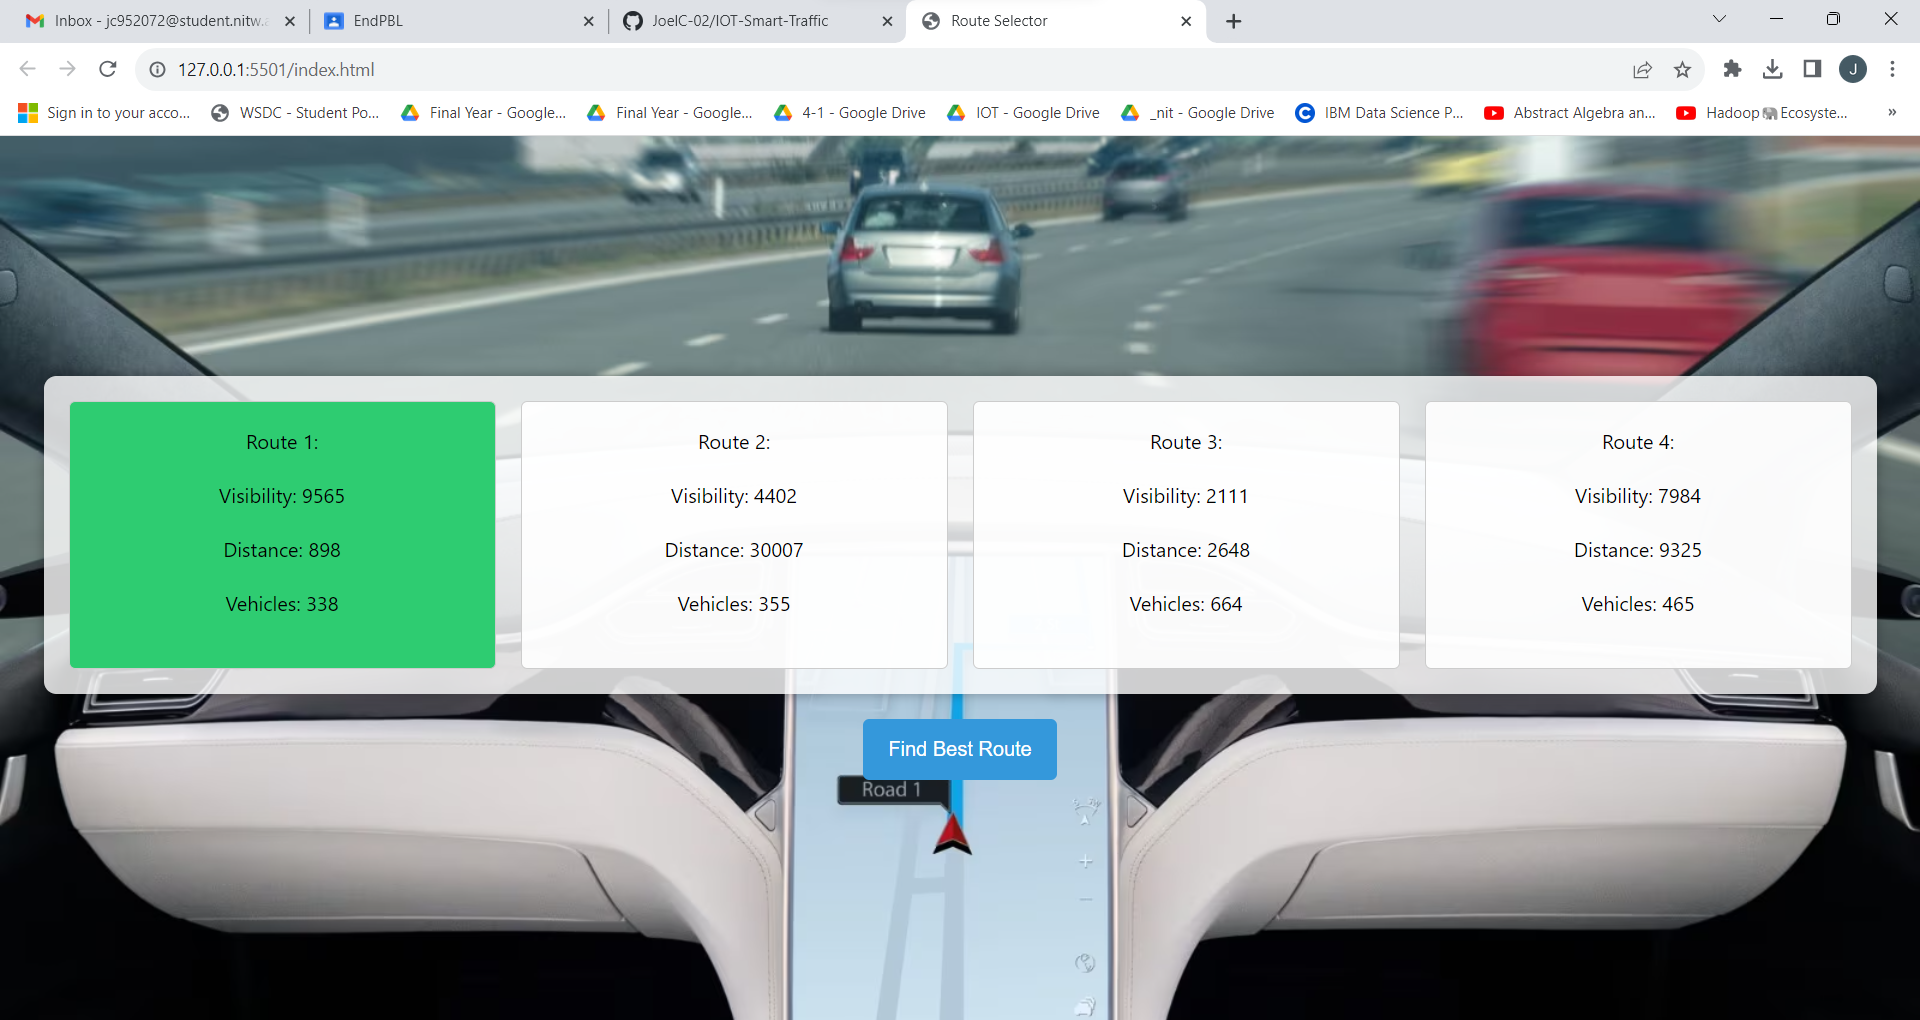 Inbox - jc952072@student.nitw.a
EndPBL
JoelC-02/IOT-Smart-Traffic
Route Selector
127.0.0.1:5501/index.html
J
Sign in to your acco...
WSDC - Student Po...
Final Year - Google...
Final Year - Google...
4-1 - Google Drive
IOT - Google Drive
_nit - Google Drive
C
IBM Data Science P...
Abstract Algebra an...
Hadoop🐘Ecosyste...
»
Route 1:
Visibility: 9565
Distance: 898
Vehicles: 338
Route 2:
Visibility: 4402
Distance: 30007
Vehicles: 355
Route 3:
Visibility: 2111
Distance: 2648
Vehicles: 664
Route 4:
Visibility: 7984
Distance: 9325
Vehicles: 465
Find Best Route
Road 1